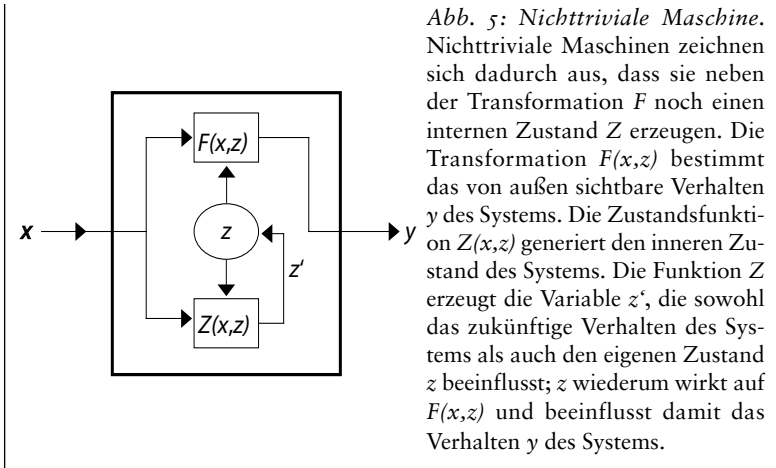 F(x,z)
x
z
y
z‘
Z(x,z)
Abb. 5: Nichttriviale Maschine.
Nichttriviale Maschinen zeichnen
sich dadurch aus, dass sie neben
der Transformation F noch einen
internen Zustand Z erzeugen. Die
Transformation F(x,z) bestimmt
das von außen sichtbare Verhalten
y des Systems. Die Zustandsfunkti-
on Z(x,z) generiert den inneren Zu-
stand des Systems. Die Funktion Z
erzeugt die Variable z‘, die sowohl
das zukünftige Verhalten des Sys-
tems als auch den eigenen Zustand
z beeinflusst; z wiederum wirkt auf
F(x,z) und beeinflusst damit das
Verhalten y des Systems.